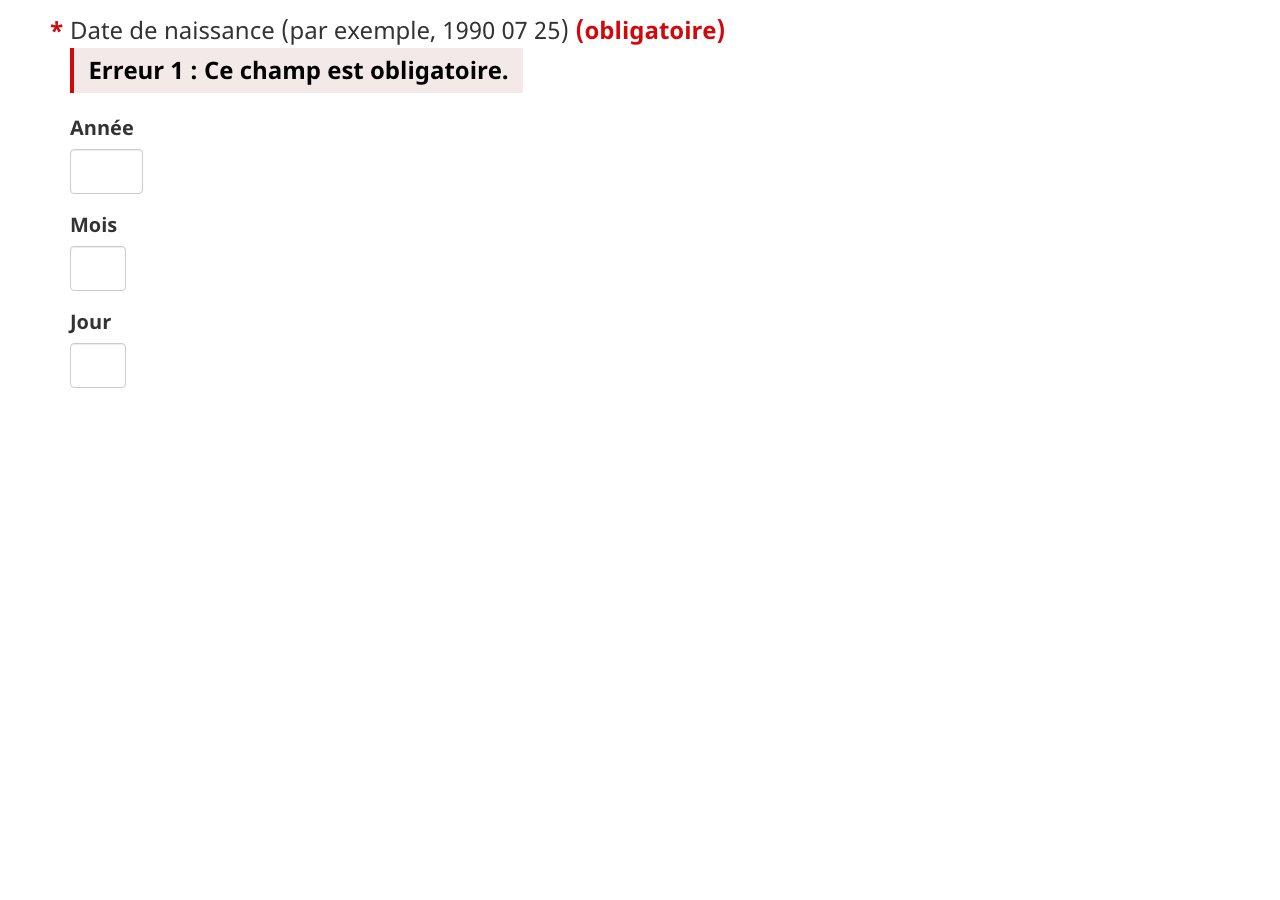 * Date de naissance (par exemple, 1990 07 25) (obligatoire)
Erreur 1 : Ce champ est obligatoire.
Année
Mois
Jour